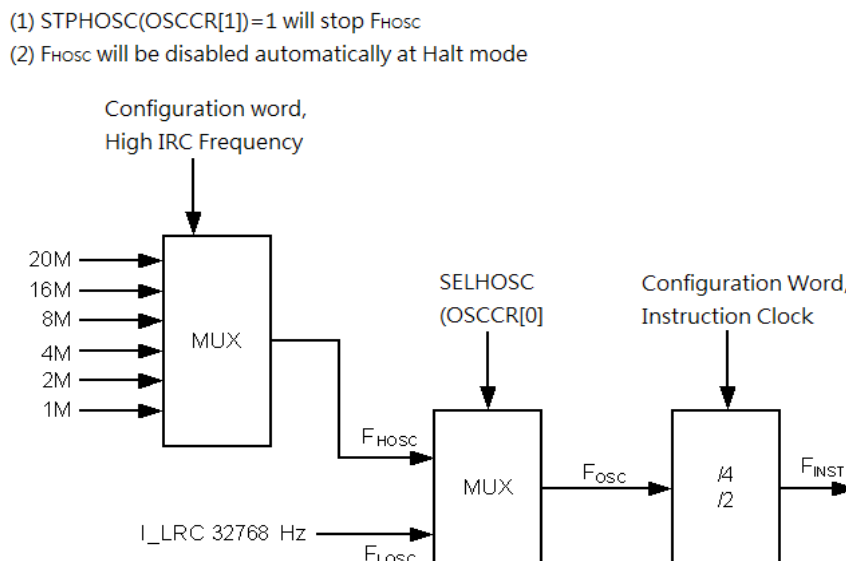 (1) STPHOSC(OSCCR[1])=1 will stop FHOSC
(2) FHOSC will be disabled automatically at Halt mode
Configuration word,
High IRC Frequency
20M
16M
8M
4M
2M
1M
MUX
SELHOSC
(OSCCR[0]
Configuration Word,
Instruction Clock
FHOSC
MUX
FOSC
/4
/2
FINST
I_LRC 32768 Hz
FLOSC